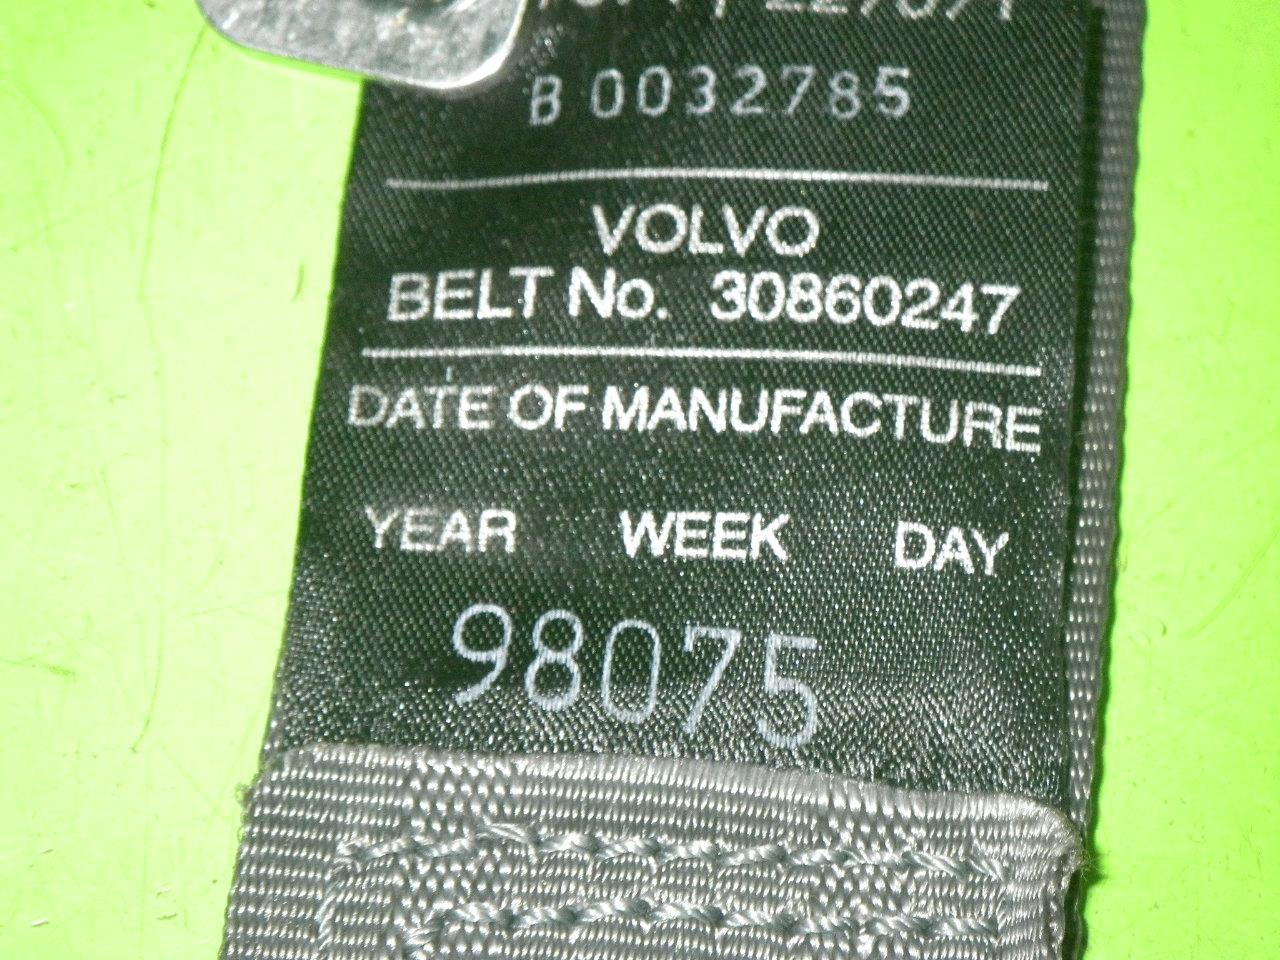 B 0032785
VOLVO
BELT No. 30860247
DATE OF MANUFACTURE
YEAR WEEK DAY
98075